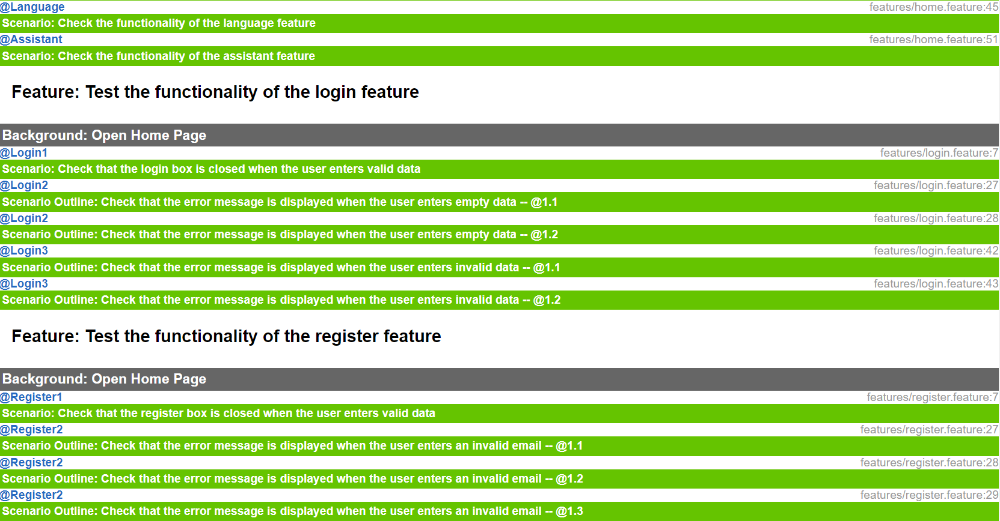 @Language features/home.feature:45
Scenario: Check the functionality of the language feature
@Assistant features/home.feature:51
Scenario: Check the functionality of the assistant feature
Feature: Test the functionality of the login feature
Background: Open Home Page
@Login1 features/login.feature:7
Scenario: Check that the login box is closed when the user enters valid data
@Login2 features/login.feature:27
Scenario Outline: Check that the error message is displayed when the user enters empty data -- @1.1
@Login2 features/login.feature:28
Scenario Outline: Check that the error message is displayed when the user enters empty data -- @1.2
@Login3 features/login.feature:42
Scenario Outline: Check that the error message is displayed when the user enters invalid data -- @1.1
@Login3 features/login.feature:43
Scenario Outline: Check that the error message is displayed when the user enters invalid data -- @1.2
Feature: Test the functionality of the register feature
Background: Open Home Page
@Register1 features/register.feature:7
Scenario: Check that the register box is closed when the user enters valid data
@Register2 features/register.feature:27
Scenario Outline: Check that the error message is displayed when the user enters an invalid email -- @1.1
@Register2 features/register.feature:28
Scenario Outline: Check that the error message is displayed when the user enters an invalid email -- @1.2
@Register2 features/register.feature:29
Scenario Outline: Check that the error message is displayed when the user enters an invalid email -- @1.3